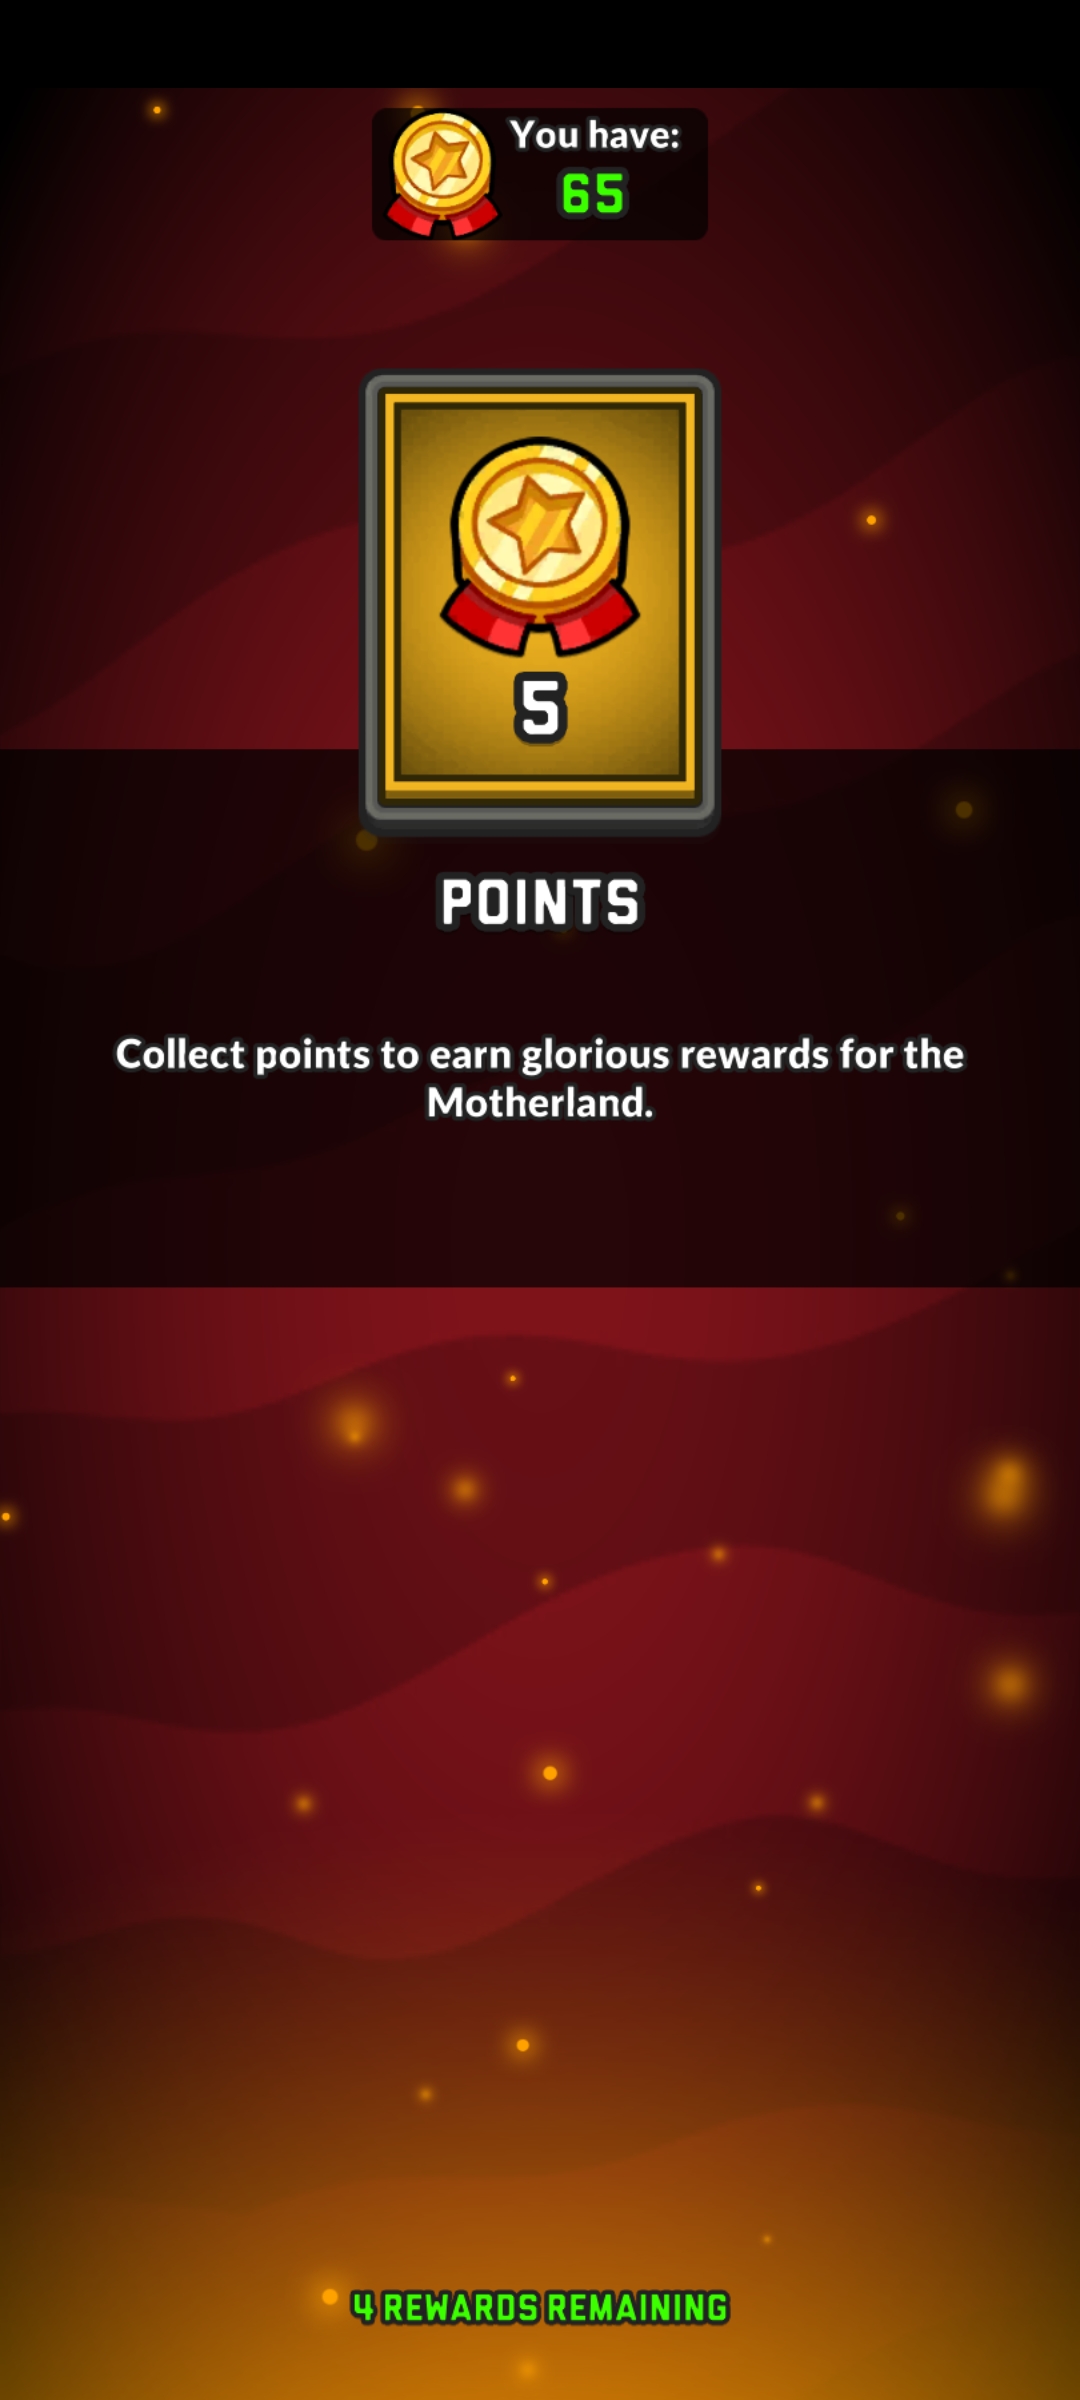 You have:
65
5
POINTS
Collect points to earn glorious rewards for the
Motherland.
4 REWARDS REMAINING